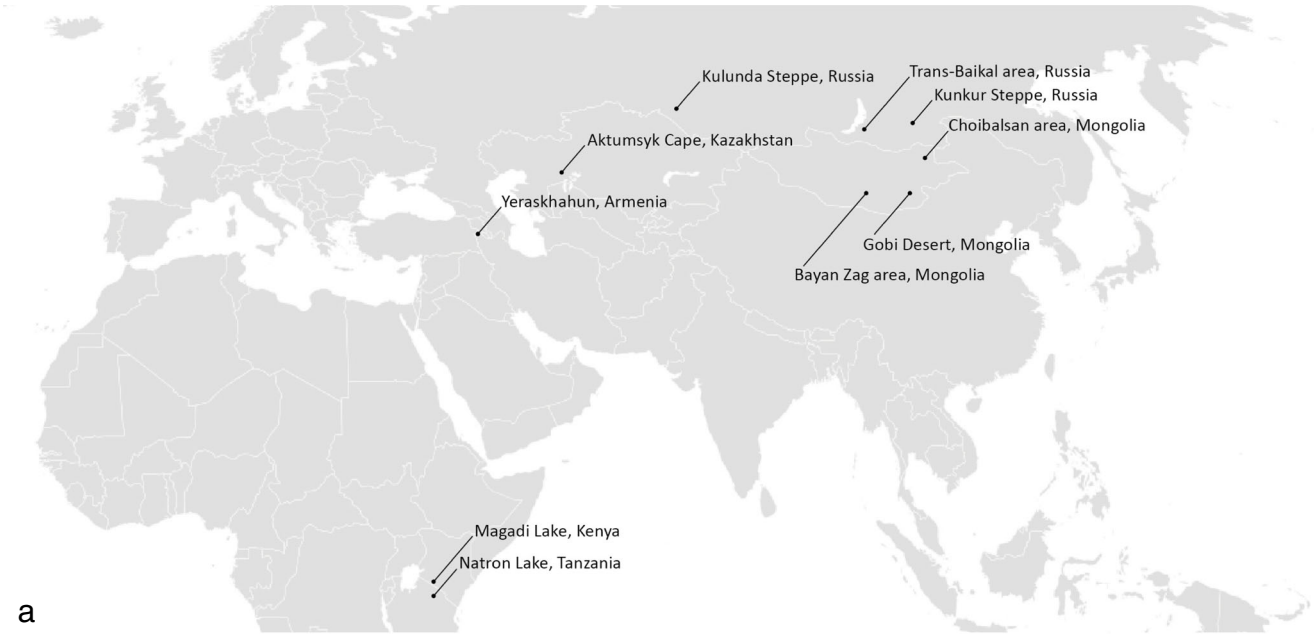 Kulunda Steppe, Russia
Trans-Baikal area, Russia
Kunkur Steppe, Russia
Choibalsan area, Mongolia
Aktumsyk Cape, Kazakhstan
Yeraskhahun, Armenia
Gobi Desert, Mongolia
Bayan Zag area, Mongolia
Magadi Lake, Kenya
Natron Lake, Tanzania
a